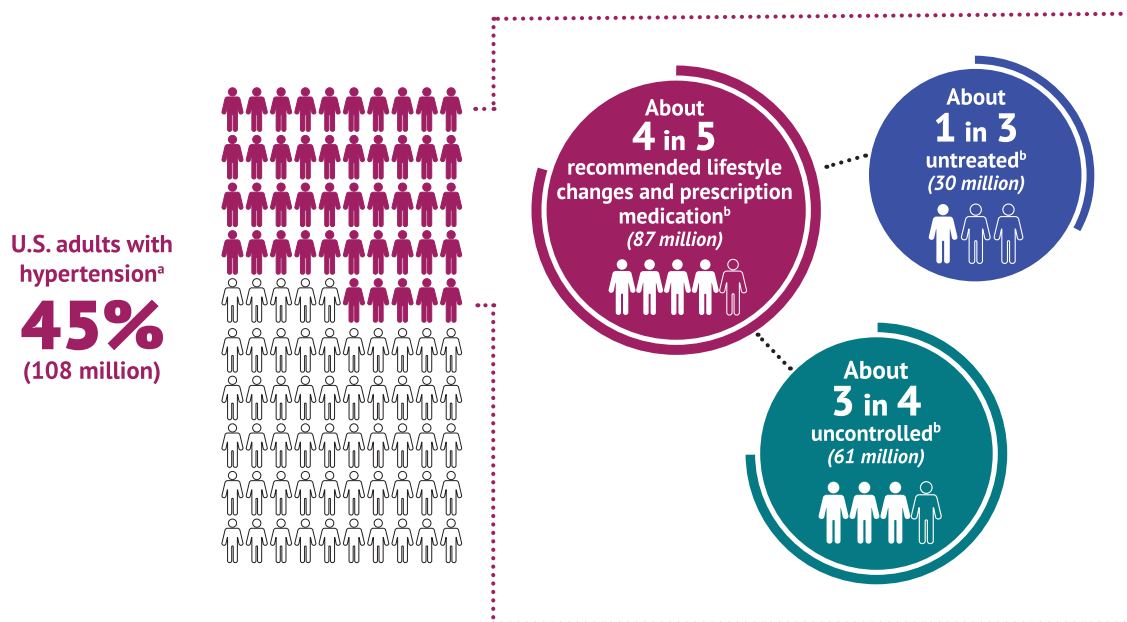 U.S. adults with
hypertensionᵃ
45%
(108 million)
About
4 in 5
recommended lifestyle
changes and prescription
medicationᵇ
(87 million)
About
1 in 3
untreatedᵇ
(30 million)
About
3 in 4
uncontrolledᵇ
(61 million)